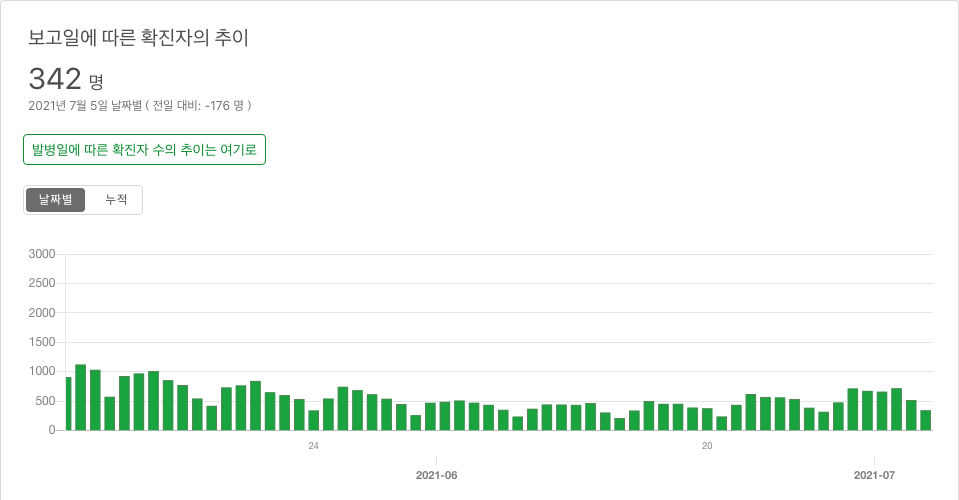 보고일에 따른 확진자의 추이
342 명
2021년 7월 5일 날짜별 ( 전일 대비: -176 명 )
발병일에 따른 확진자 수의 추이는 여기로
날짜별 누적
3000
2500
2000
1500
1000
500
0
24 20
2021-06 2021-07